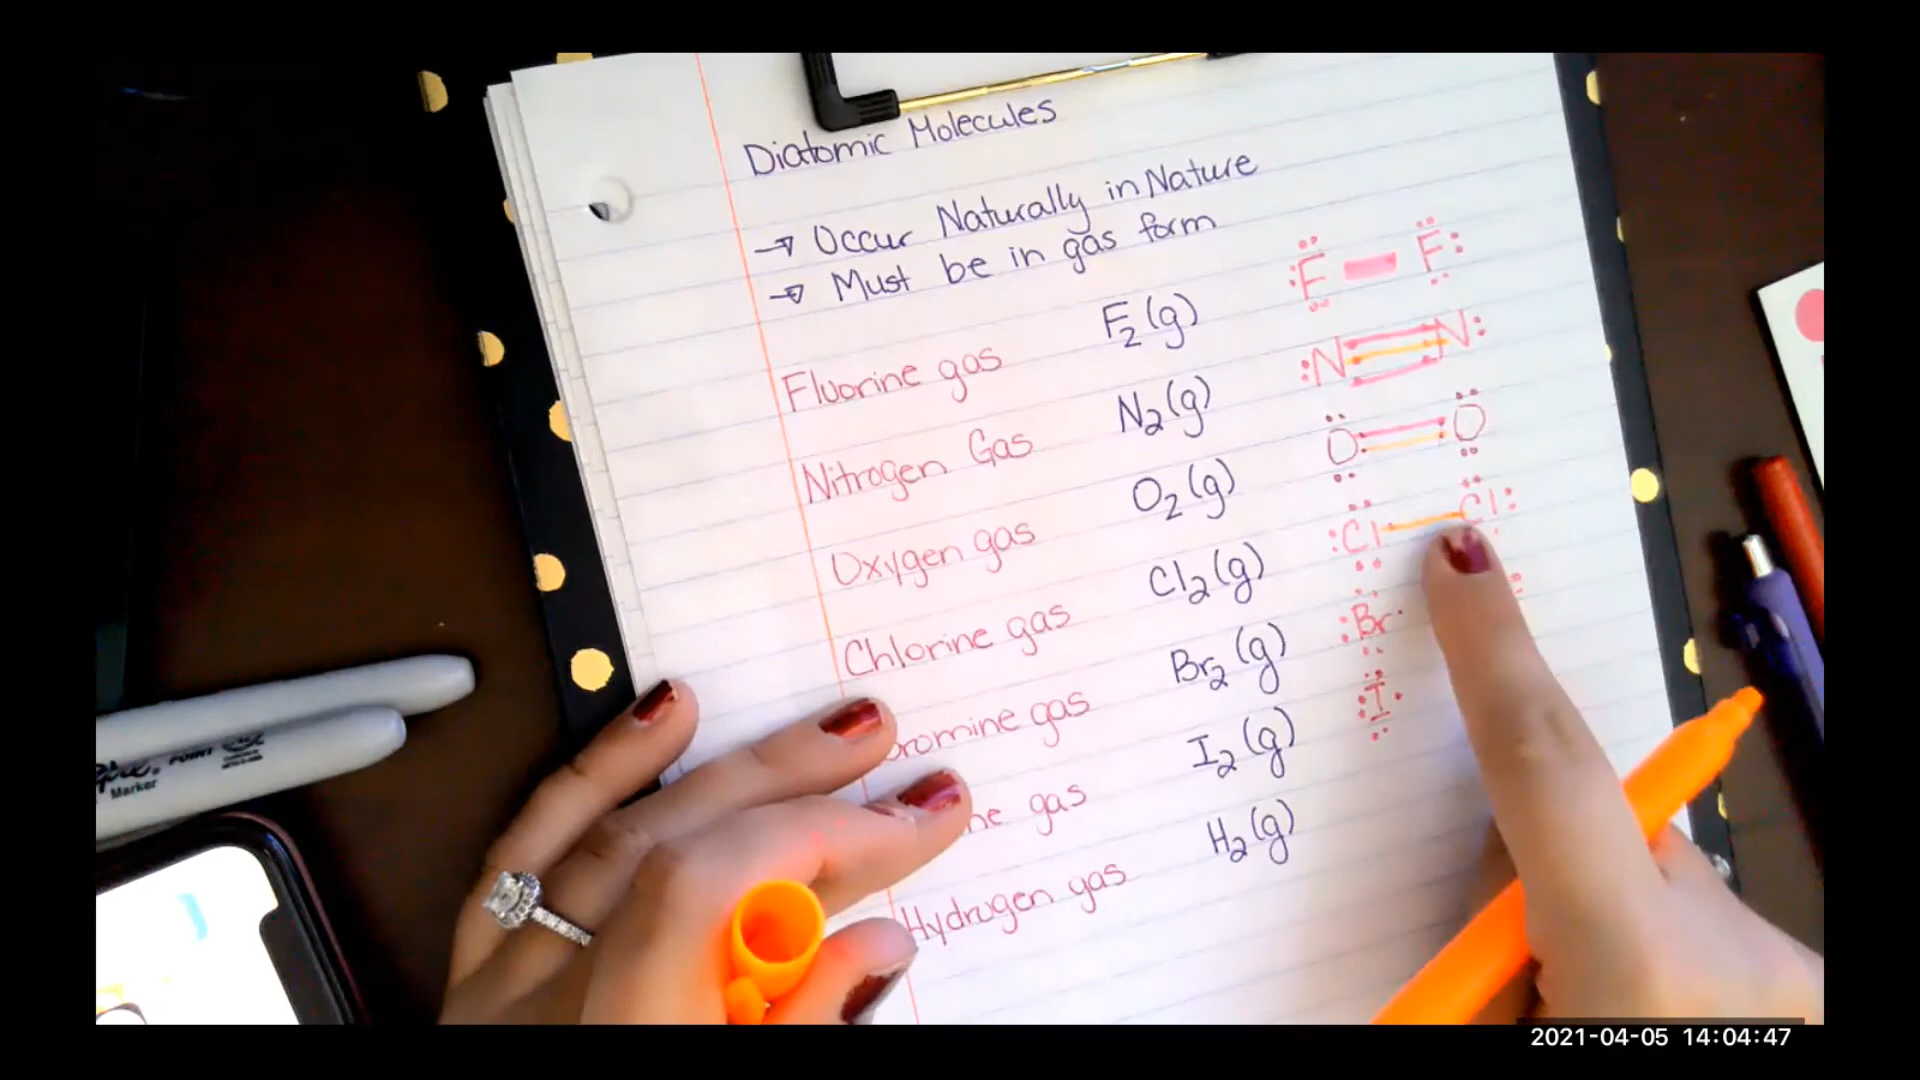 Diatomic Molecules
→ Occur Naturally in Nature
→ Must be in gas form
Fluorine gas F2(g) :F — F:
Nitrogen Gas N2(g) :N≡N:
Oxygen gas O2(g) O=O
Chlorine gas Cl2(g) :Cl—Cl:
gas Br2(g) :Br·
gas I2(g) :I·
Hydrogen gas H2(g)
POINT
Marker
2021-04-05 14:04:47